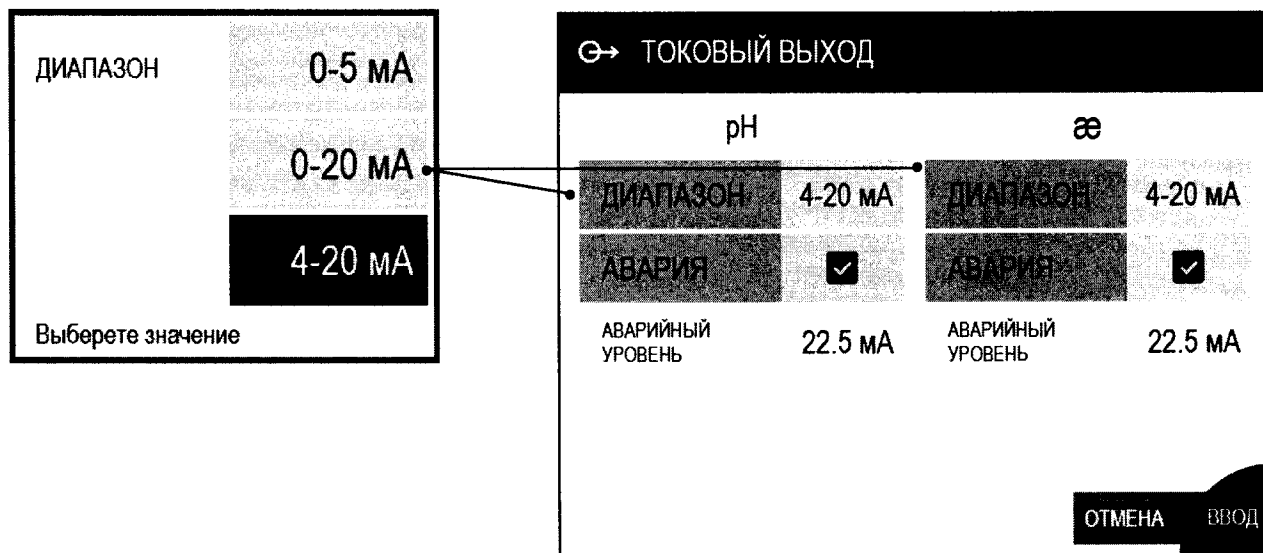 ДИАПАЗОН
0-5 мА
0-20 мА
4-20 мА
Выберете значение
ТОКОВЫЙ ВЫХОД
pH æ
ДИАПАЗОН 4-20 мА ДИАПАЗОН 4-20 мА
АВАРИЯ АВАРИЯ
АВАРИЙНЫЙ УРОВЕНЬ 22.5 мА АВАРИЙНЫЙ УРОВЕНЬ 22.5 мА
ОТМЕНА ВВОД